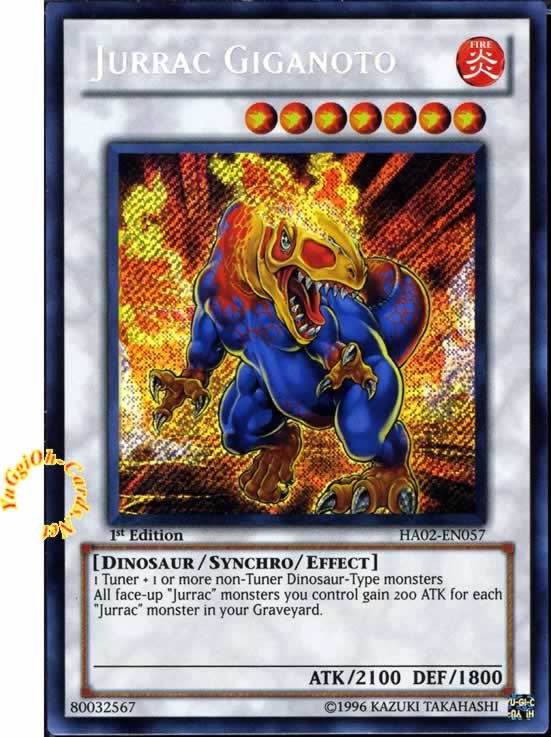 JURRAC GIGANOTO
FIRE
炎
1st Edition
HA02-EN057
[DINOSAUR/SYNCHRO/EFFECT]
1 Tuner + 1 or more non-Tuner Dinosaur-Type monsters
All face-up "Jurrac" monsters you control gain 200 ATK for each
"Jurrac" monster in your Graveyard.
ATK/2100 DEF/1800
80032567
©1996 KAZUKI TAKAHASHI
YuGgiOh-Cards.Net